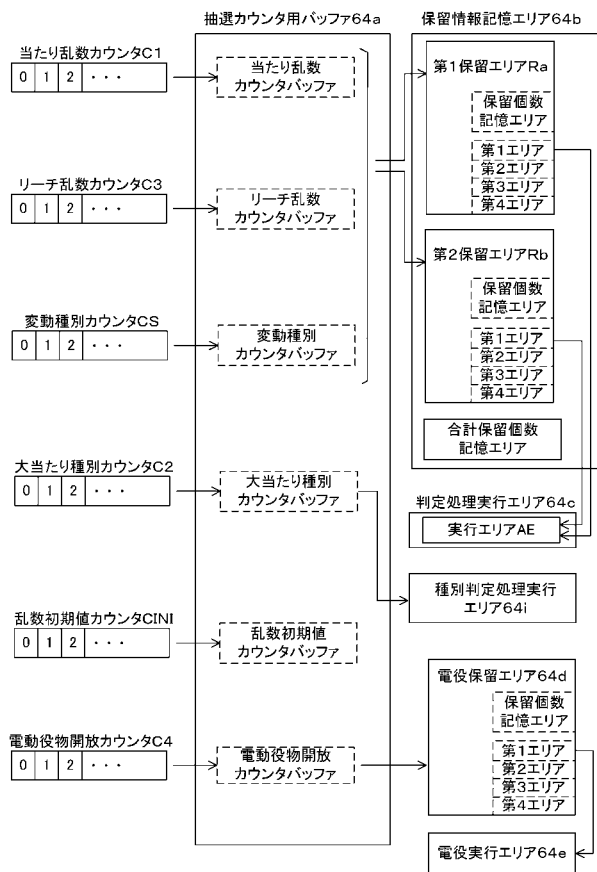 抽選カウンタ用バッファ64a
保留情報記憶エリア64b
当たり乱数カウンタC1
0 1 2 ・・・
当たり乱数
カウンタバッファ
リーチ乱数カウンタC3
0 1 2 ・・・
リーチ乱数
カウンタバッファ
変動種別カウンタCS
0 1 2 ・・・
変動種別
カウンタバッファ
大当たり種別カウンタC2
0 1 2 ・・・
大当たり種別
カウンタバッファ
乱数初期値カウンタCINI
0 1 2 ・・・
乱数初期値
カウンタバッファ
電動役物開放カウンタC4
0 1 2 ・・・
電動役物開放
カウンタバッファ
第1保留エリアRa
保留個数
記憶エリア
第1エリア
第2エリア
第3エリア
第4エリア
第2保留エリアRb
保留個数
記憶エリア
第1エリア
第2エリア
第3エリア
第4エリア
合計保留個数
記憶エリア
判定処理実行エリア64c
実行エリアAE
種別判定処理実行
エリア64i
電役保留エリア64d
保留個数
記憶エリア
第1エリア
第2エリア
第3エリア
第4エリア
電役実行エリア64e